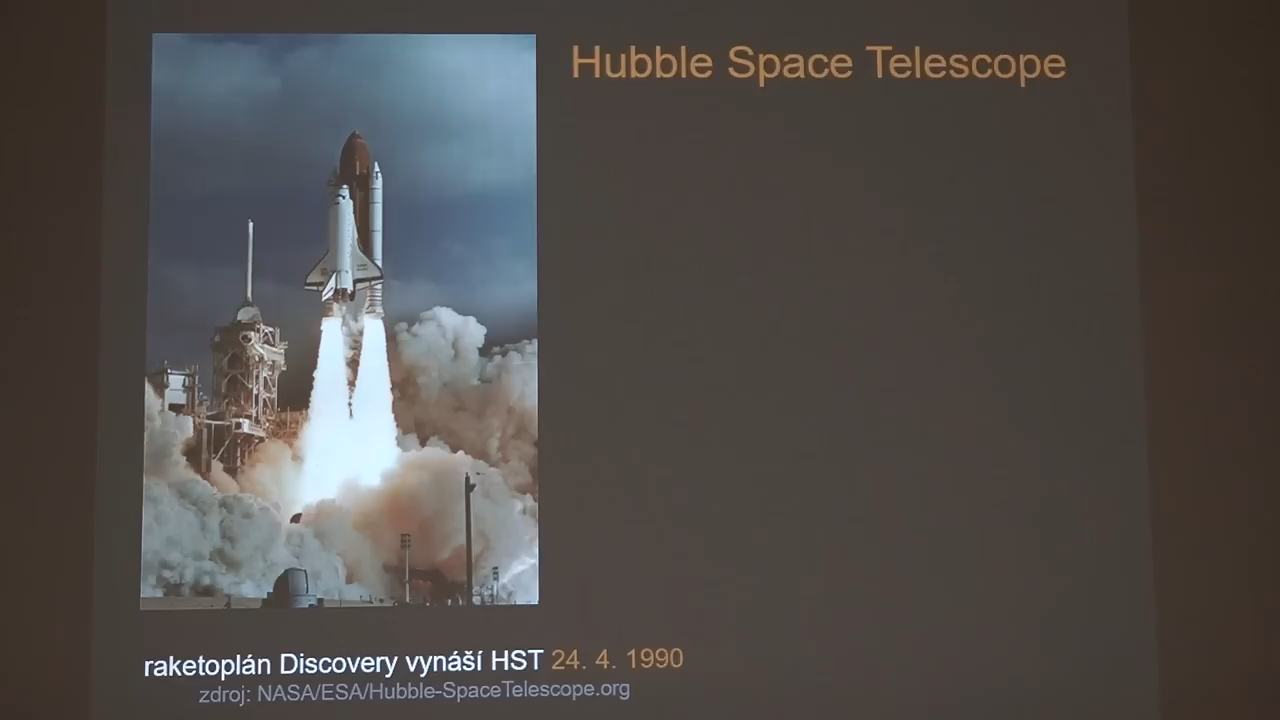 Hubble Space Telescope
raketoplán Discovery vynáší HST 24. 4. 1990
zdroj: NASA/ESA/Hubble-SpaceTelescope.org